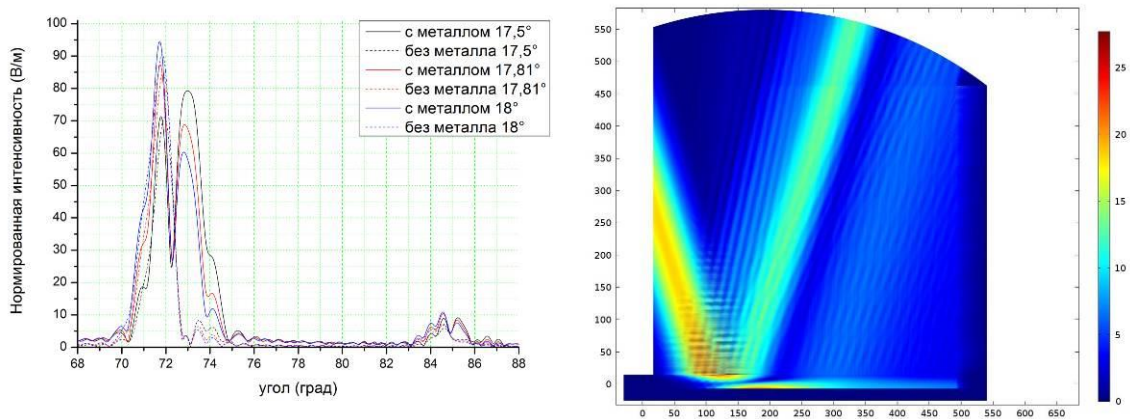 Нормированная интенсивность (В/м)
100
90
80
70
60
50
40
30
20
10
0
68 70 72 74 76 78 80 82 84 86 88
угол (град)
с металлом 17,5°
без металла 17,5°
с металлом 17,81°
без металла 17,81°
с металлом 18°
без металла 18°
550
500
450
400
350
300
250
200
150
100
50
0
0 50 100 150 200 250 300 350 400 450 500 550 600 650
25
20
15
10
5
0